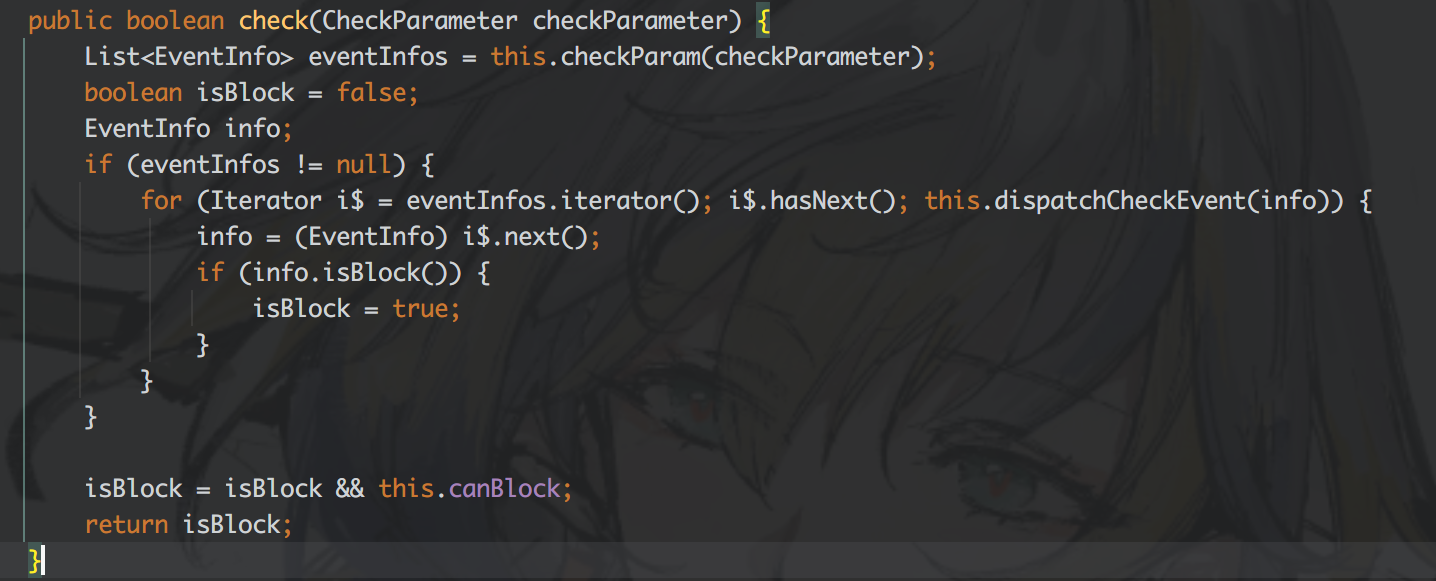 public boolean check(CheckParameter checkParameter) {
    List<EventInfo> eventInfos = this.checkParam(checkParameter);
    boolean isBlock = false;
    EventInfo info;
    if (eventInfos != null) {
        for (Iterator i$ = eventInfos.iterator(); i$.hasNext(); this.dispatchCheckEvent(info)) {
            info = (EventInfo) i$.next();
            if (info.isBlock()) {
                isBlock = true;
            }
        }
    }

    isBlock = isBlock && this.canBlock;
    return isBlock;
}